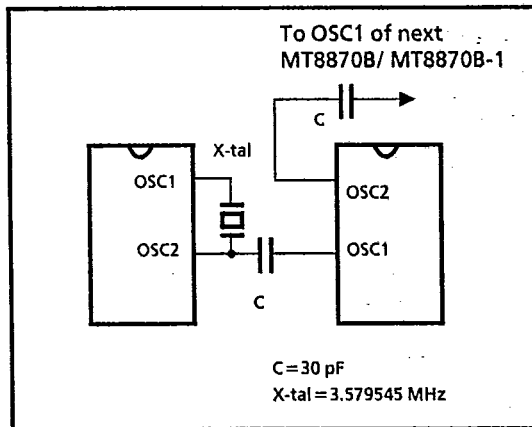 To OSC1 of next
MT8870B/ MT8870B-1
C
X-tal
OSC1
OSC2
OSC2
OSC1
C
C=30 pF
X-tal=3.579545 MHz